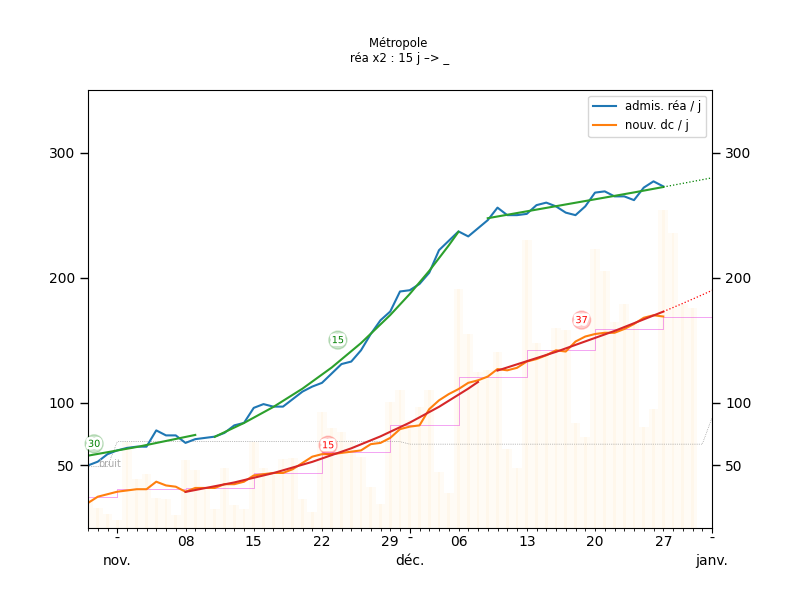 Métropole
réa x2 : 15 j –> _
admis. réa / j
nouv. dc / j
300
300
200
200
100
100
50
50
15
37
30
15
bruit
-
08
15
22
29
-
06
13
20
27
-
nov.
déc.
janv.